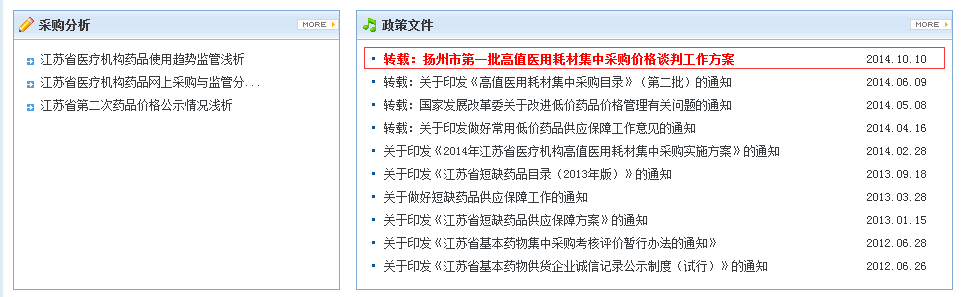 采购分析
MORE
江苏省医疗机构药品使用趋势监管浅析
江苏省医疗机构药品网上采购与监管分...
江苏省第二次药品价格公示情况浅析
政策文件
MORE
转载：扬州市第一批高值医用耗材集中采购价格谈判工作方案 2014.10.10
转载：关于印发《高值医用耗材集中采购目录》（第二批）的通知 2014.06.09
转载：国家发展改革委关于改进低价药品价格管理有关问题的通知 2014.05.08
转载：关于印发做好常用低价药品供应保障工作意见的通知 2014.04.16
关于印发《2014年江苏省医疗机构高值医用耗材集中采购实施方案》的通知 2014.02.28
关于印发《江苏省短缺药品目录（2013年版）》的通知 2013.09.18
关于做好短缺药品供应保障工作的通知 2013.03.28
关于印发《江苏省短缺药品供应保障方案》的通知 2013.01.15
关于印发《江苏省基本药物集中采购考核评价暂行办法的通知》 2012.06.28
关于印发《江苏省基本药物供货企业诚信记录公示制度（试行）》的通知 2012.06.26